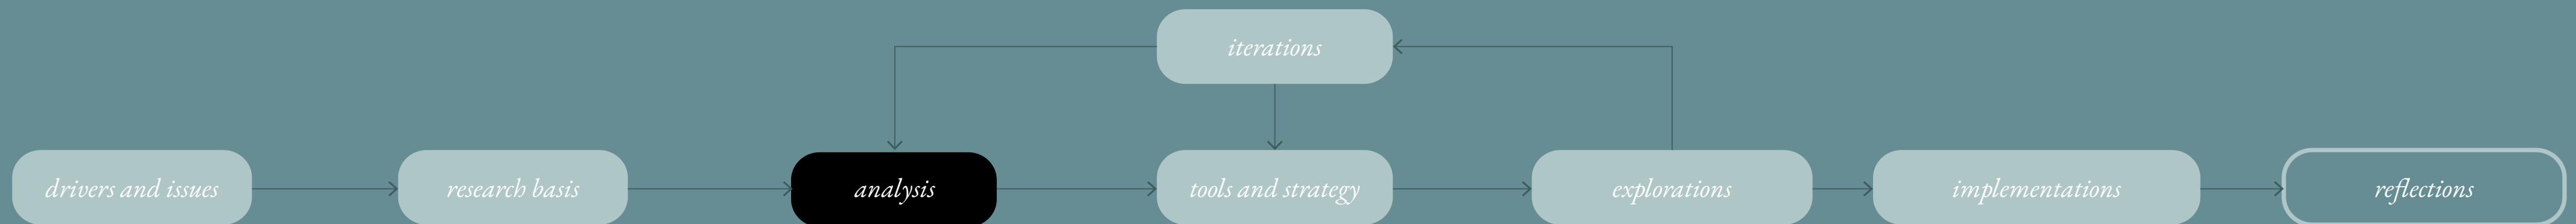 iterations
drivers and issues
research basis
analysis
tools and strategy
explorations
implementations
reflections